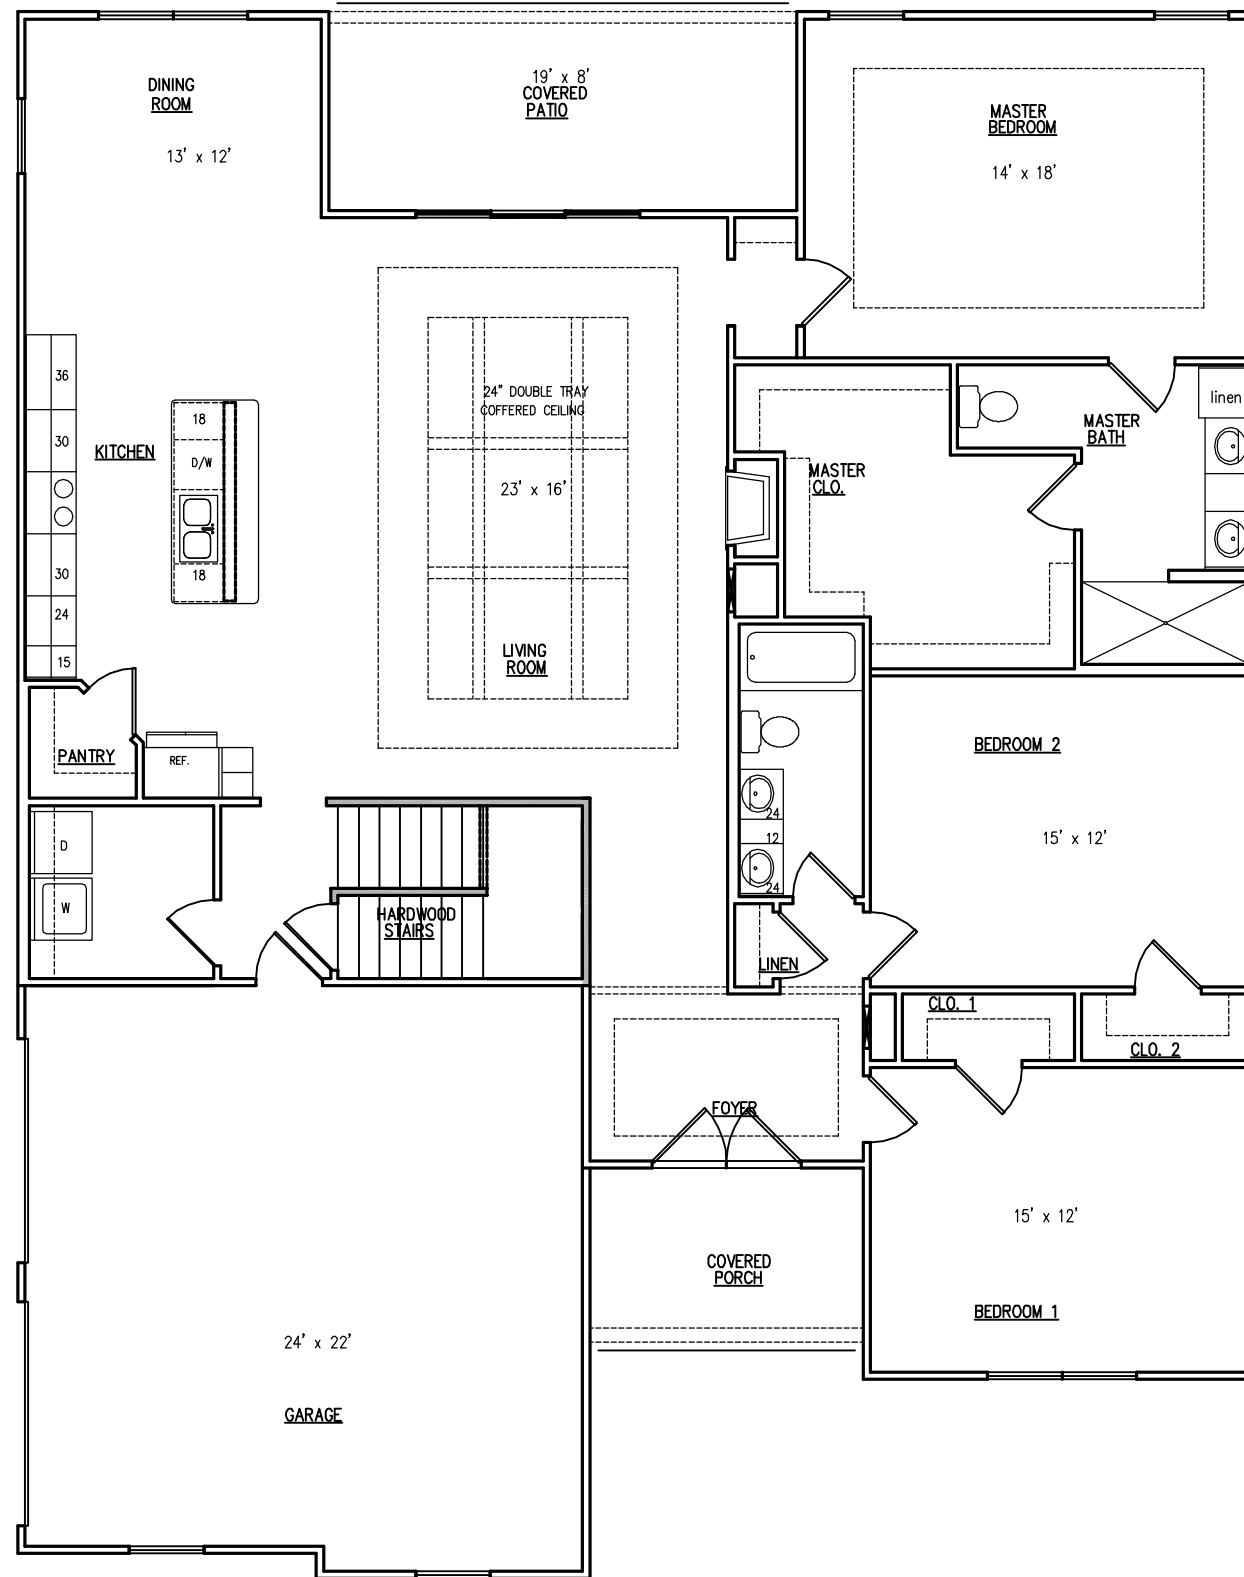 DINING
ROOM
13' x 12'
19' x 8'
COVERED
PATIO
MASTER
BEDROOM
14' x 18'
36
30
KITCHEN
18
D/W
18
30
24
15
24" DOUBLE TRAY
COFFERED CEILING
23' x 16'
LIVING
ROOM
MASTER
CLO.
MASTER
BATH
linen
PANTRY
REF.
D
W
HARDWOOD
STAIRS
24
12
24
LINEN
BEDROOM 2
15' x 12'
CLO. 1
CLO. 2
FOYER
COVERED
PORCH
15' x 12'
BEDROOM 1
24' x 22'
GARAGE